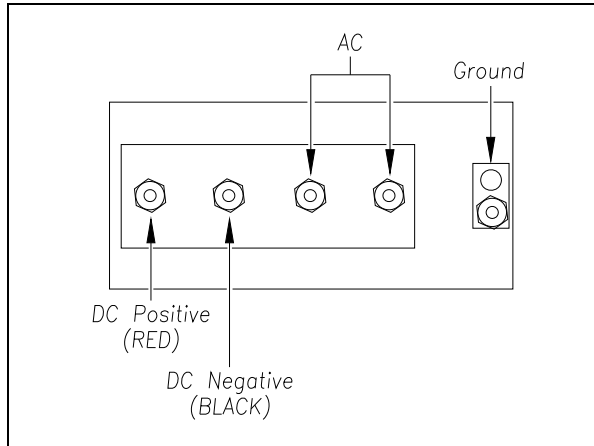 AC
Ground
DC Positive
(RED)
DC Negative
(BLACK)